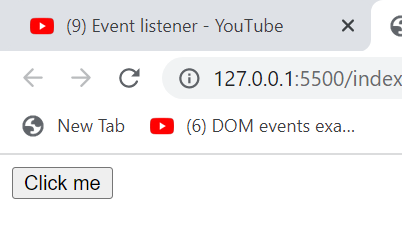 (9) Event listener - YouTube
127.0.0.1:5500/index
New Tab (6) DOM events exa...
Click me